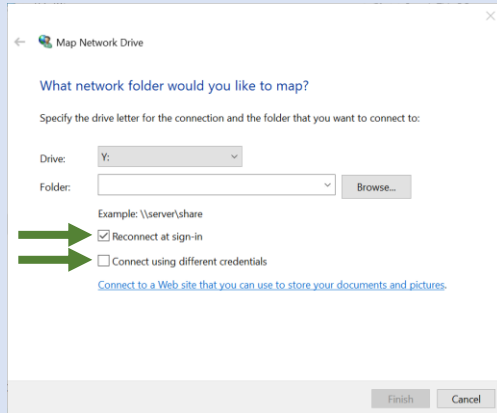 Map Network Drive
What network folder would you like to map?
Specify the drive letter for the connection and the folder that you want to connect to:
Drive: Y:
Folder: Browse...
Example: \\server\share
Reconnect at sign-in
Connect using different credentials
Connect to a Web site that you can use to store your documents and pictures.
Finish Cancel